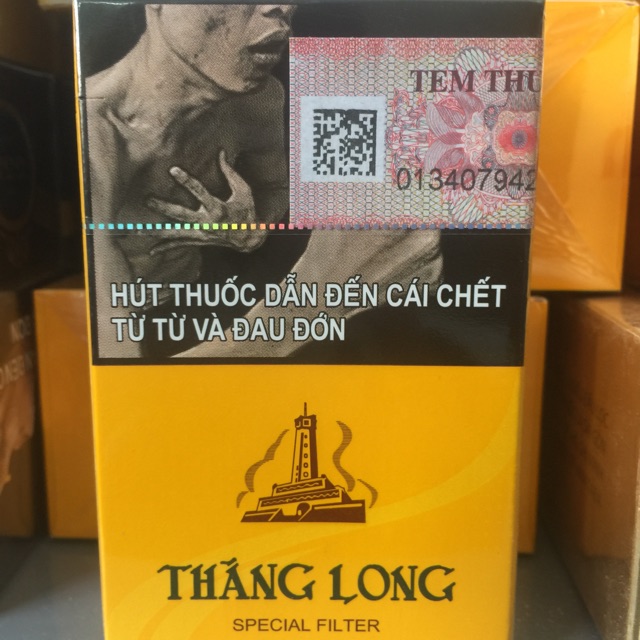 TEM THU
013407942
HÚT THUỐC DẪN ĐẾN CÁI CHẾT
TỪ TỪ VÀ ĐAU ĐỚN
THĂNG LONG
SPECIAL FILTER